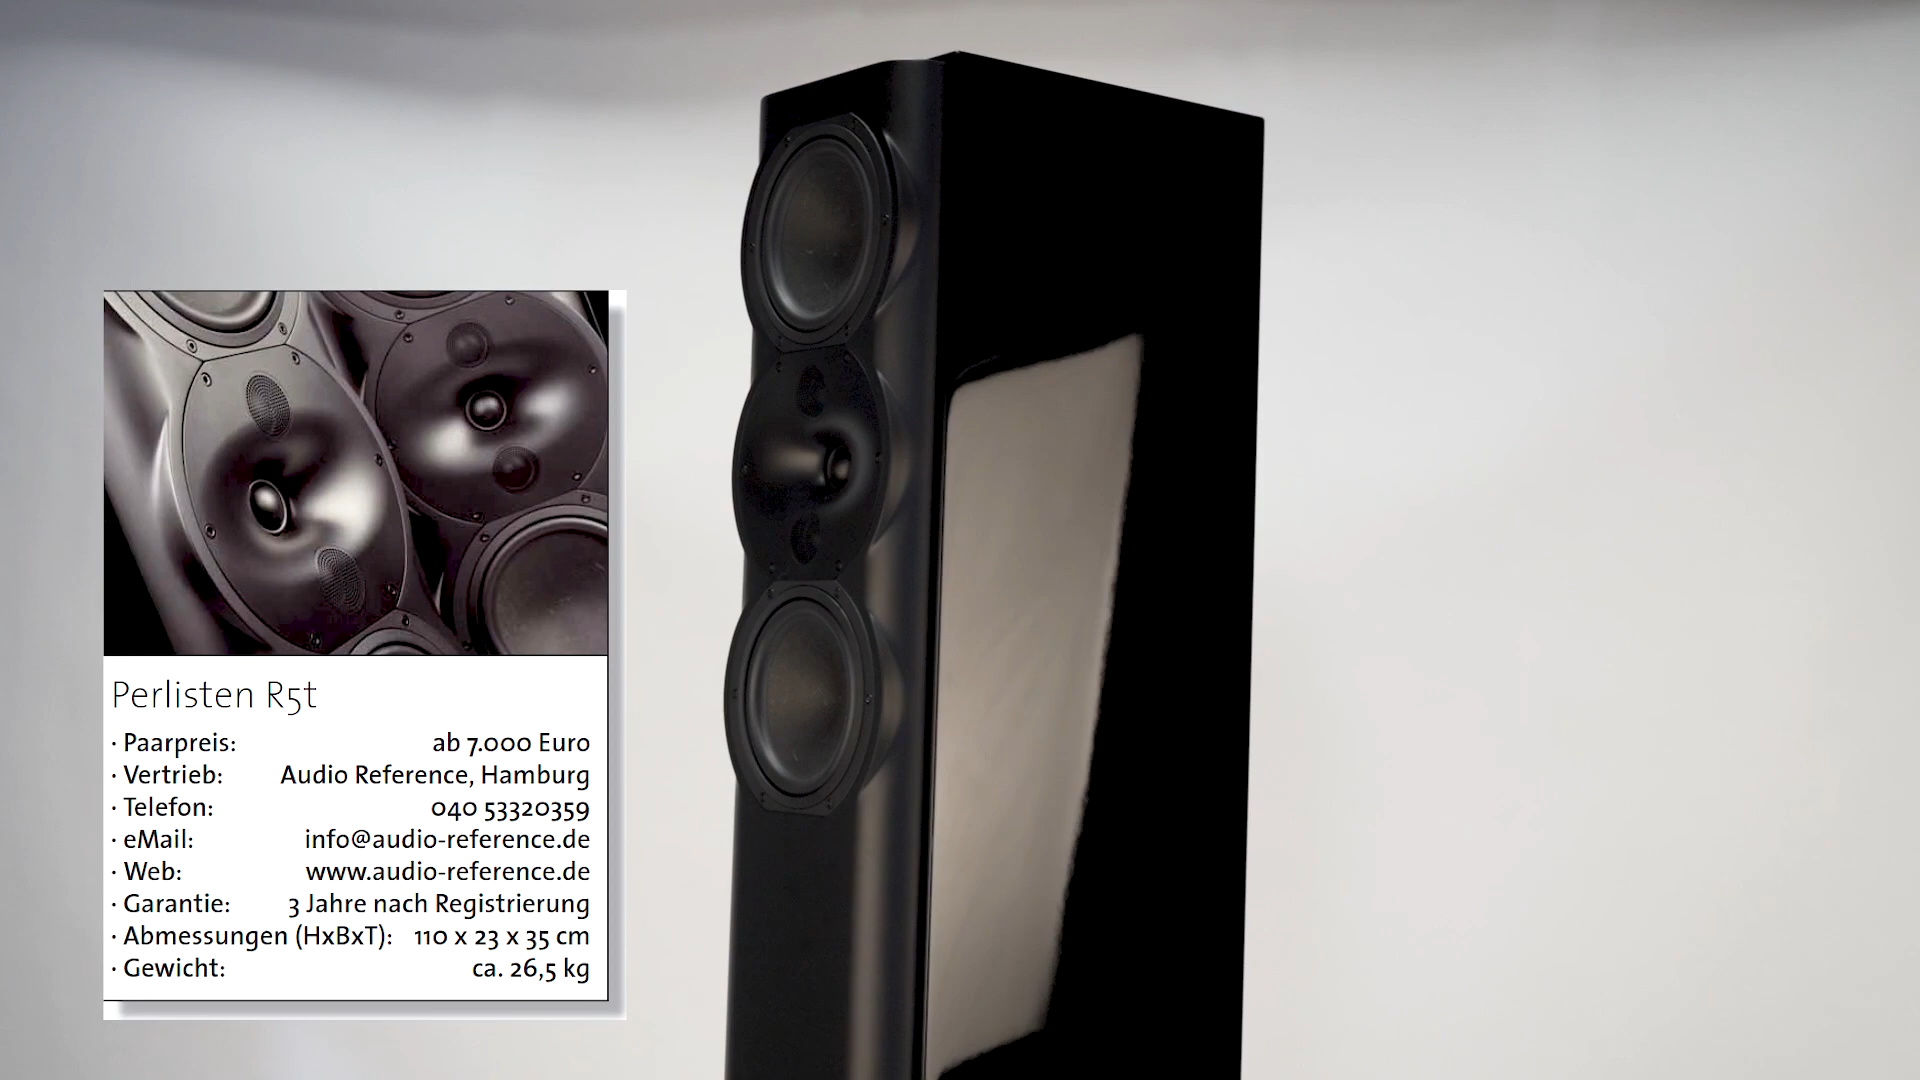 Perlisten R5t
· Paarpreis: ab 7.000 Euro
· Vertrieb: Audio Reference, Hamburg
· Telefon: 040 53320359
· eMail: info@audio-reference.de
· Web: www.audio-reference.de
· Garantie: 3 Jahre nach Registrierung
· Abmessungen (HxBxT): 110 x 23 x 35 cm
· Gewicht: ca. 26,5 kg